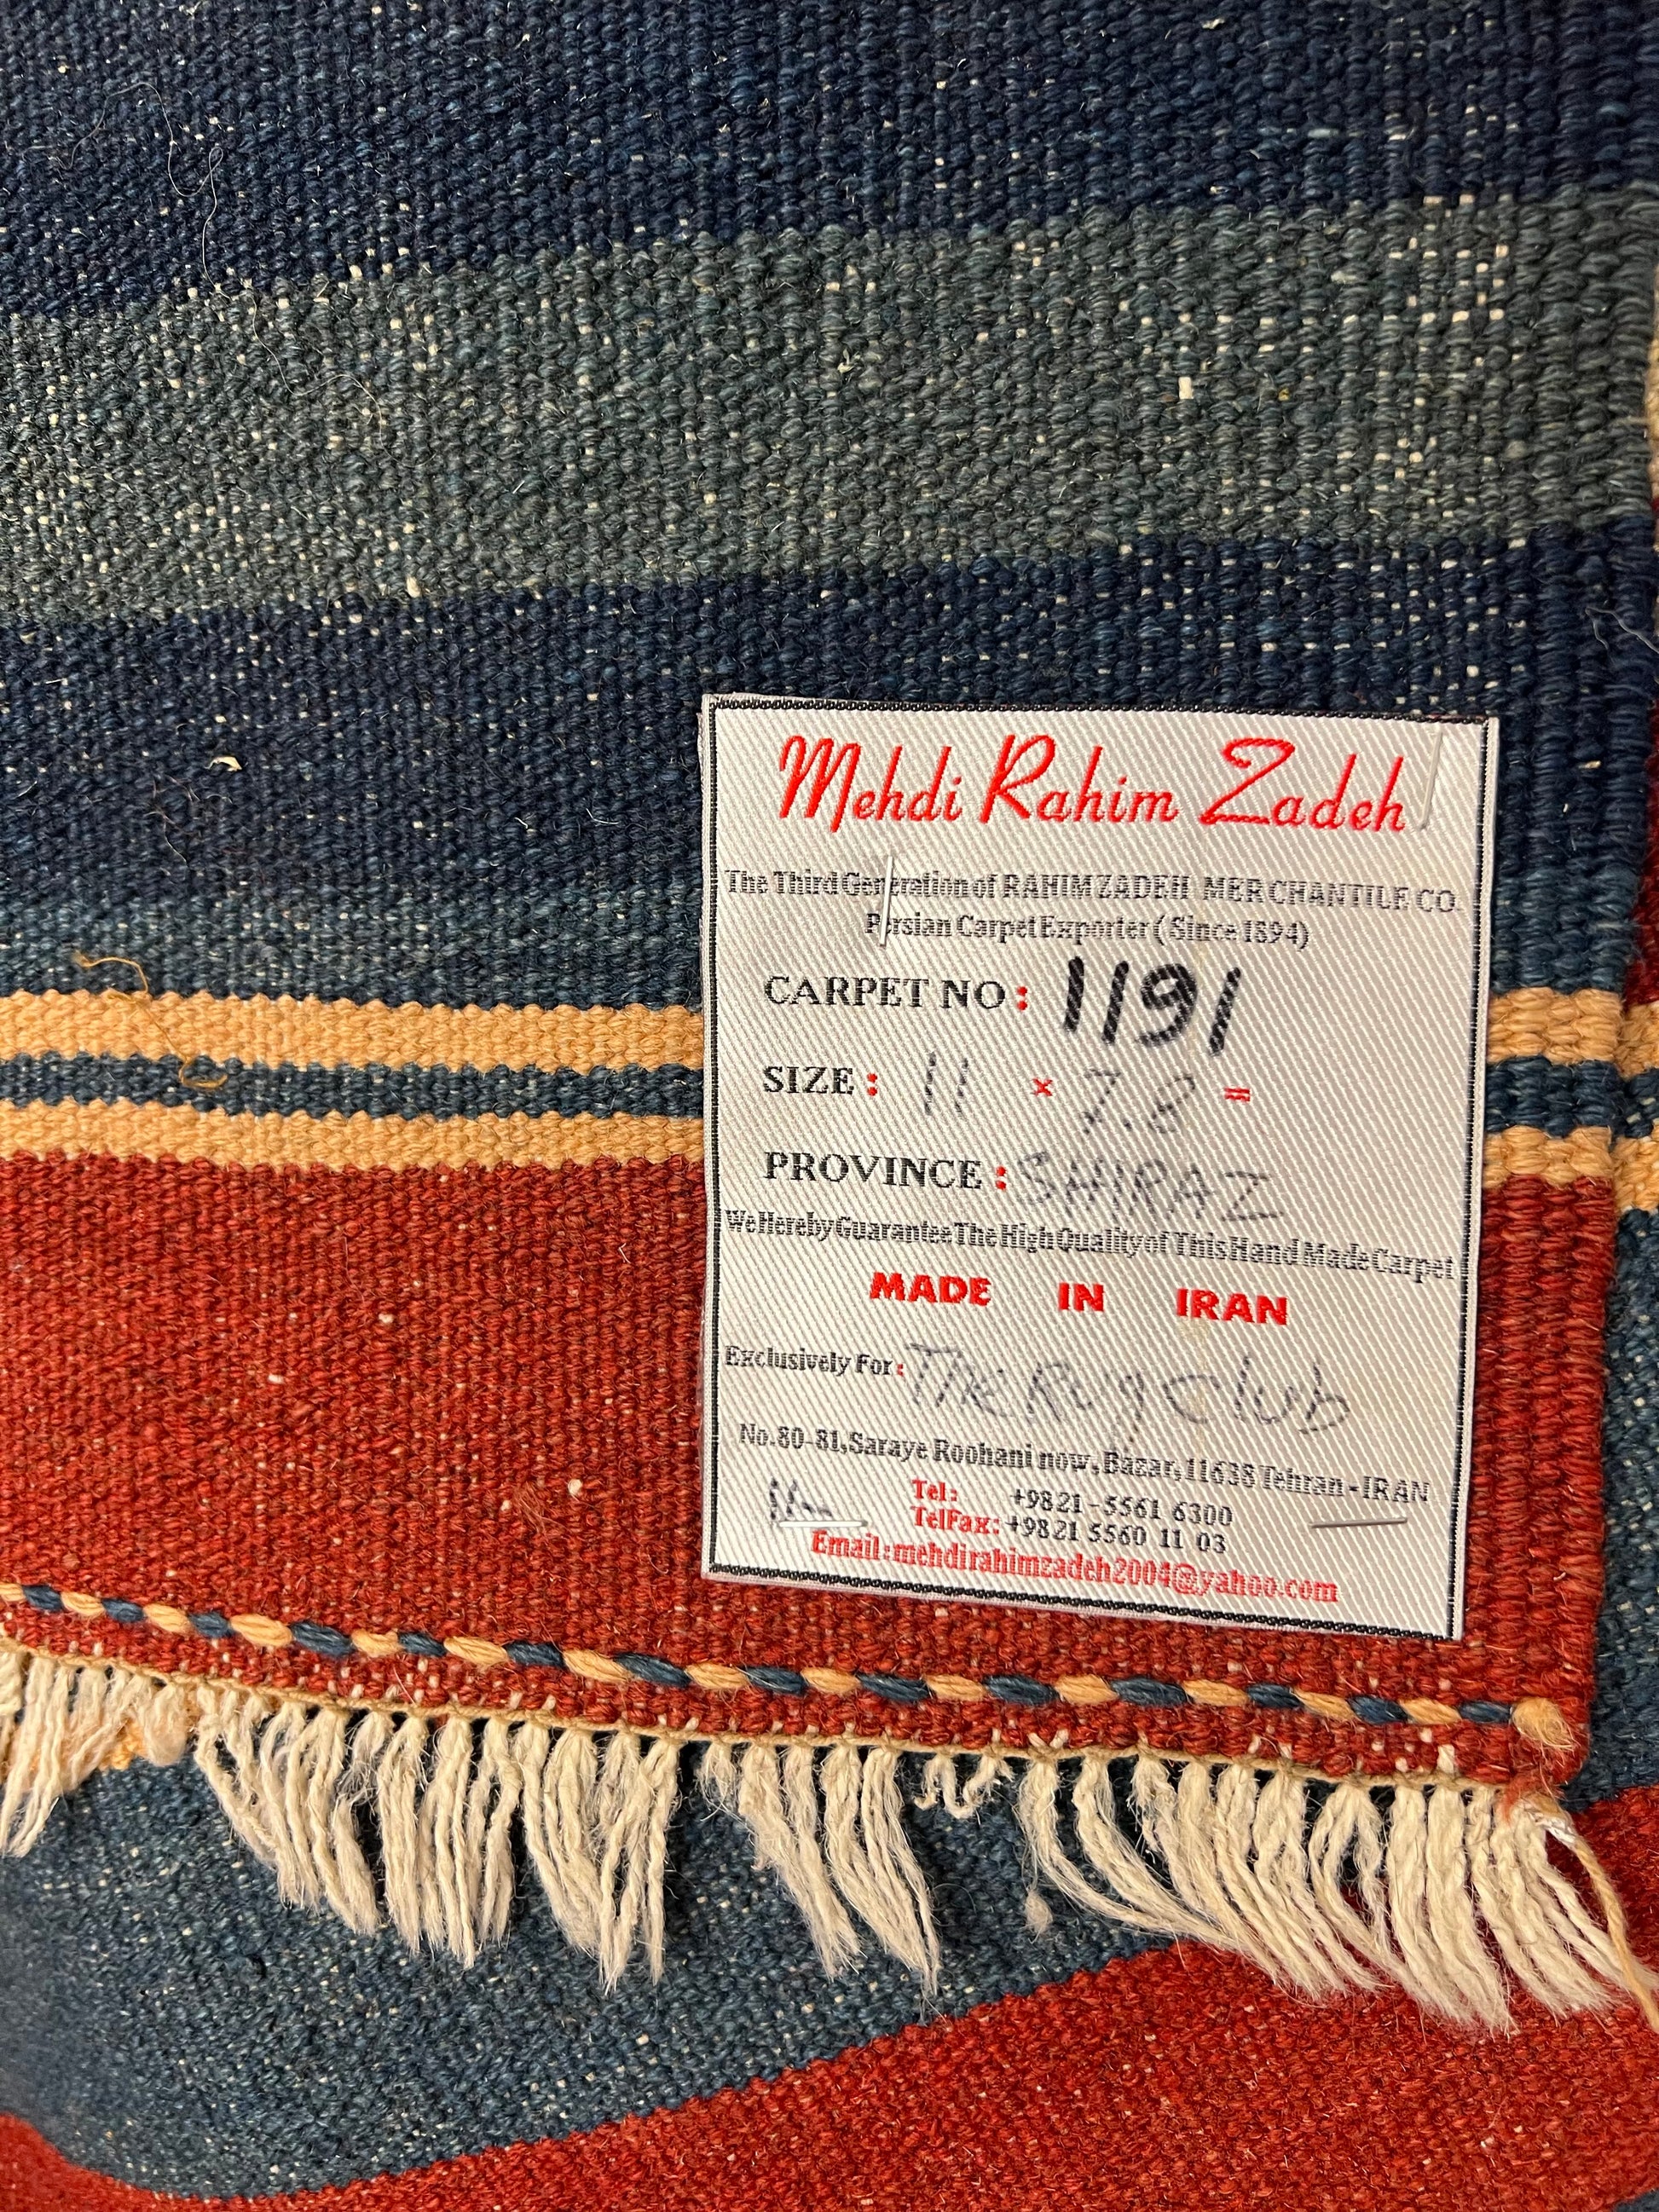 Mehdi Rahim Zadeh
The Third Generation of RAHIMZADEH MERCHANTILE CO.
Persian Carpet Exporter (Since 1894)
CARPET NO: 1191
SIZE: 11 × 7.8 =
PROVINCE: SHIRAZ
We Hereby Guarantee The High Quality of This Hand Made Carpet
MADE IN IRAN
Exclusively For: The Rug Club
No.80-81,Saraye Roohani now, Bazar,11638 Tehran-IRAN
Tel: +9821-5561 6300
TelFax: +9821 5560 11 03
Email:mehdirahimzadeh2004@yahoo.com